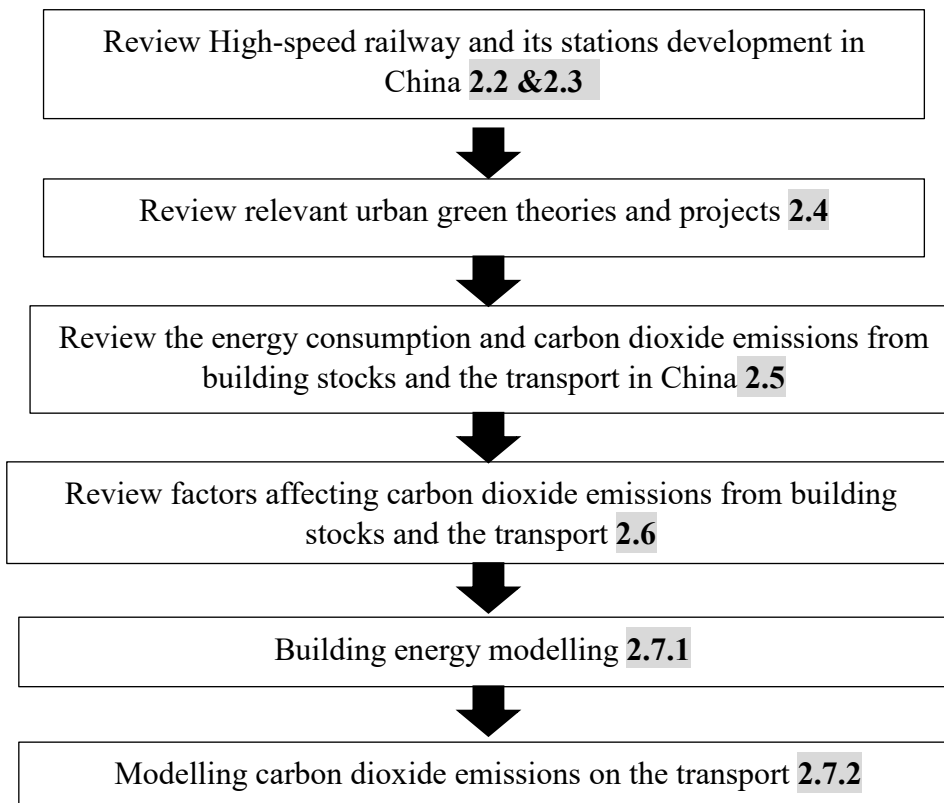 Review High-speed railway and its stations development in
China 2.2 &2.3
Review relevant urban green theories and projects 2.4
Review the energy consumption and carbon dioxide emissions from
building stocks and the transport in China 2.5
Review factors affecting carbon dioxide emissions from building
stocks and the transport 2.6
Building energy modelling 2.7.1
Modelling carbon dioxide emissions on the transport 2.7.2